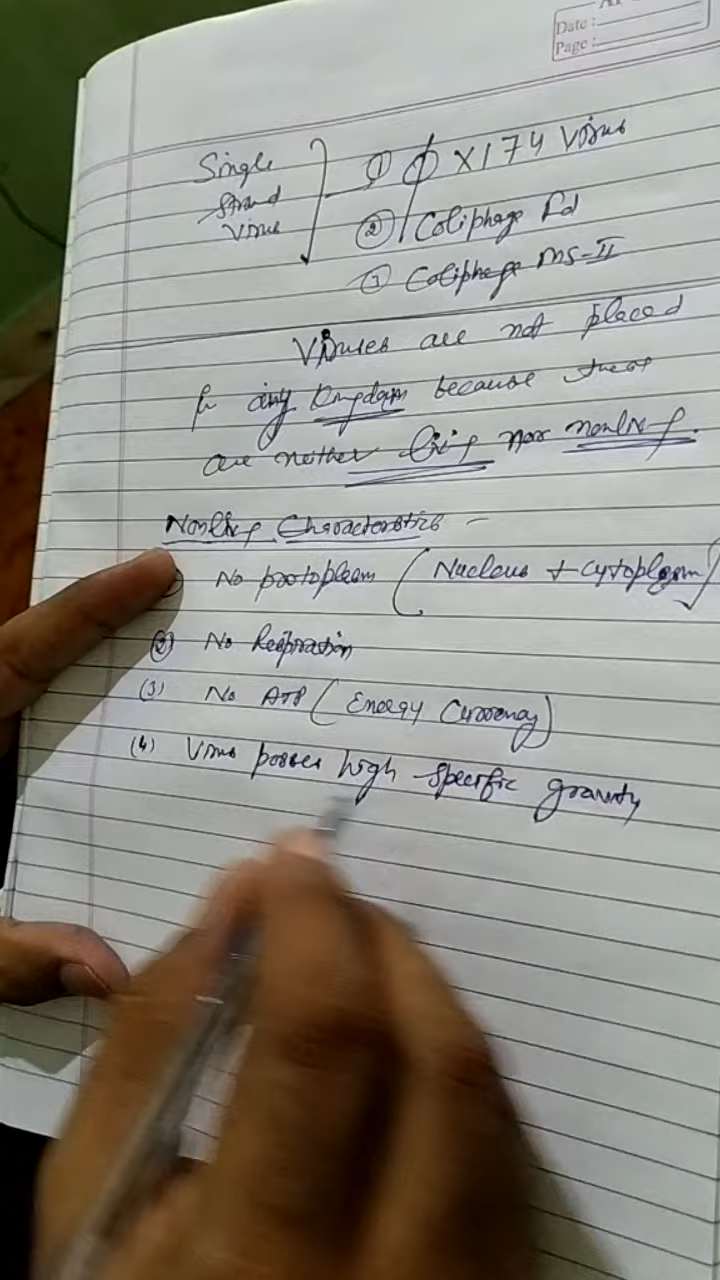 Date :
Page :
Single
strand
virus
① ϕ X174 Virus
② Coliphage fd
③ Coliphage MS-II
Viruses are not placed
in any kingdom because these
are neither living nor nonliving.
Nonliving Characteristics -
No protoplasm (Nucleus + cytoplasm)
(2) No Respiration
(3) No ATP (Energy Currency)
(4) Virus posses high specific gravity